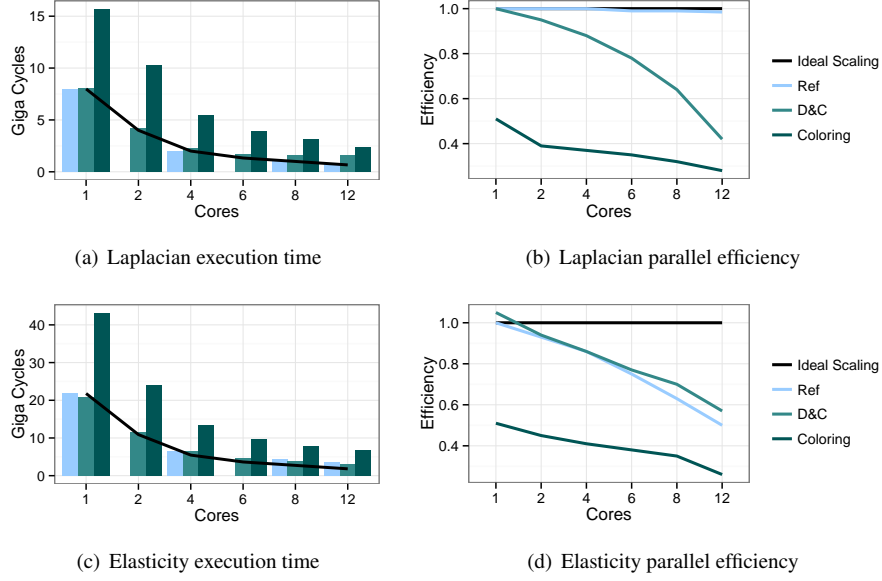 15
10
5
0
Giga Cycles
1 2 4 6 8 12
Cores
(a) Laplacian execution time
1.0
0.8
0.6
0.4
Efficiency
1 2 4 6 8 12
Cores
Ideal Scaling
Ref
D&C
Coloring
(b) Laplacian parallel efficiency
40
30
20
10
0
Giga Cycles
1 2 4 6 8 12
Cores
(c) Elasticity execution time
1.0
0.8
0.6
0.4
Efficiency
1 2 4 6 8 12
Cores
Ideal Scaling
Ref
D&C
Coloring
(d) Elasticity parallel efficiency